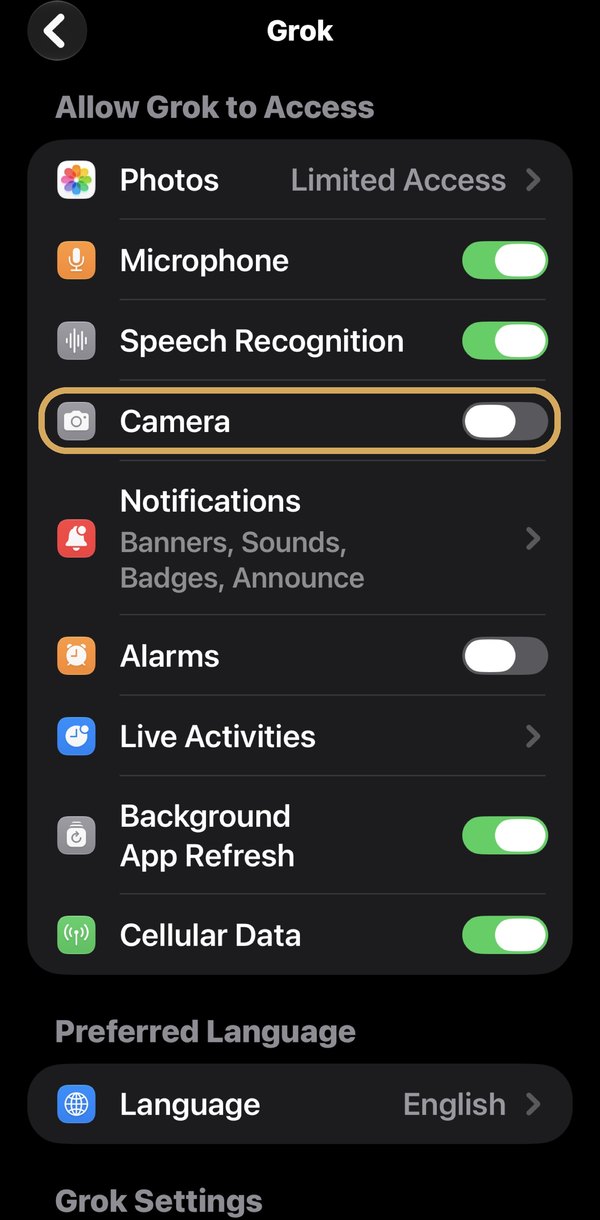 Grok
Allow Grok to Access
Photos Limited Access
Microphone
Speech Recognition
Camera
Notifications
Banners, Sounds,
Badges, Announce
Alarms
Live Activities
Background
App Refresh
Cellular Data
Preferred Language
Language English
Grok Settings